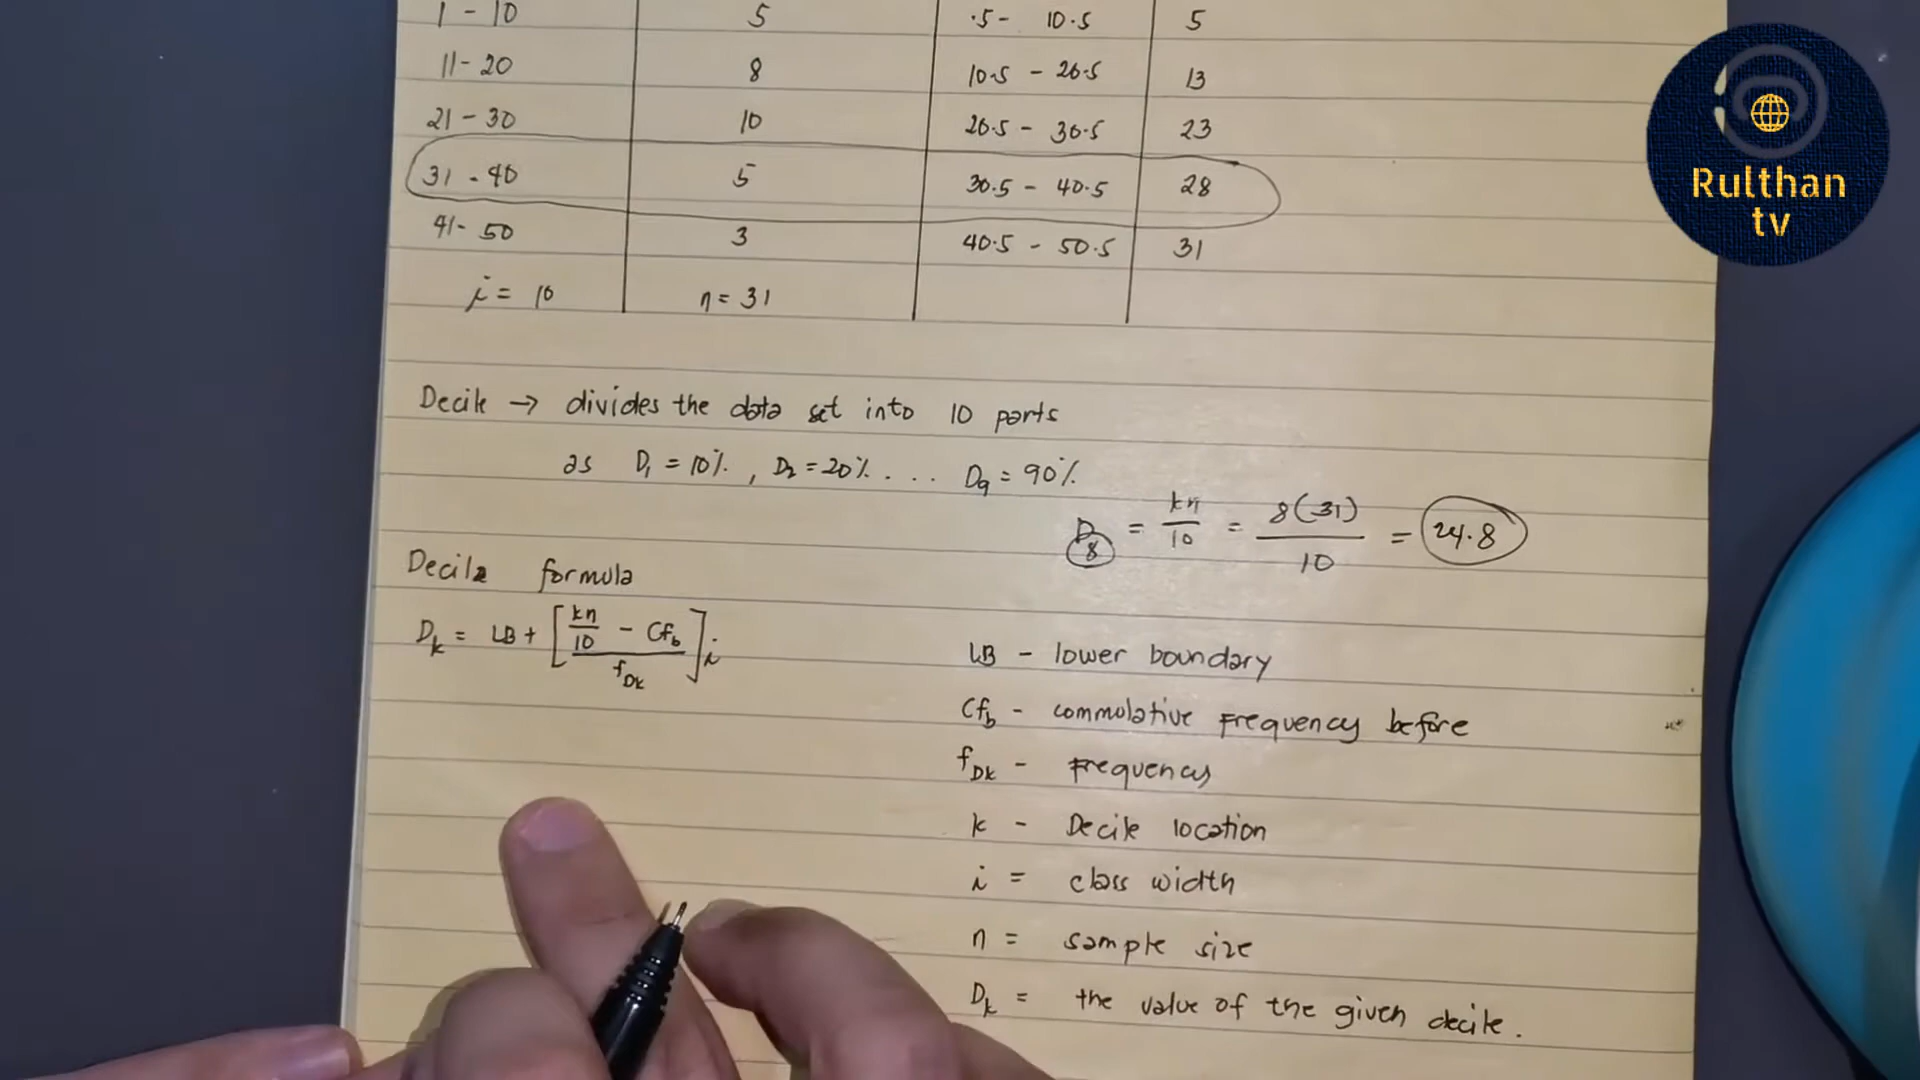 1 - 10 5 .5 - 10.5 5
11 - 20 8 10.5 - 20.5 13
21 - 30 10 20.5 - 30.5 23
31 - 40 5 30.5 - 40.5 28
41 - 50 3 40.5 - 50.5 31
i = 10 n = 31
Decile → divides the data set into 10 parts
as D1 = 10%, D2 = 20% .... D9 = 90%
D8 = kn/10 = 8(31)/10 = 24.8
Decile formula
Dk = LB + [(kn/10 - Cfb)/fDk] i
LB - lower boundary
Cfb - commolative Frequency before
fDk - Frequency
k - Decile location
i = class width
n = sample size
Dk = the value of the given decile.
Rulthan
tv